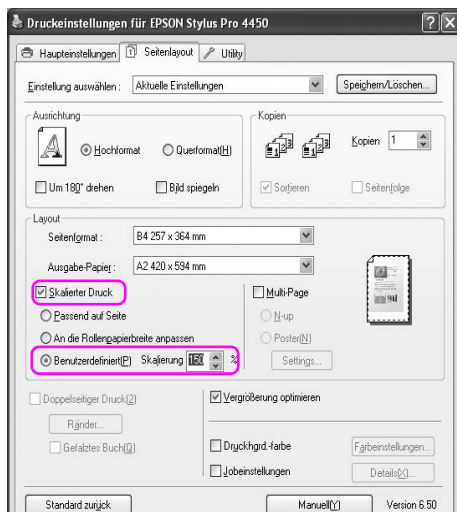 Druckeinstellungen für EPSON Stylus Pro 4450
Haupteinstellungen Seitenlayout Utility
Einstellung auswählen : Aktuelle Einstellungen Speichern/Löschen...
Ausrichtung Kopien
A Hochformat Querformat(H) Kopien 1
Um 180° drehen Bild spiegeln Sortieren Seitenfolge
Layout
Seitenformat : B4 257 x 364 mm
Ausgabe-Papier : A2 420 x 594 mm
Skalierter Druck Multi-Page
Passend auf Seite N-up
An die Rollenpapierbreite anpassen Poster(N)
Benutzerdefiniert(P) Skalierung 150 % Settings...
Doppelseitiger Druck(2) Vergrößerung optimieren
Ränder...
Gefalztes Buch(Q) Druckhgrd.-farbe Farbeinstellungen...
Jobeinstellungen Details(X)...
Standard zurück Manuell(Y) Version 6.50